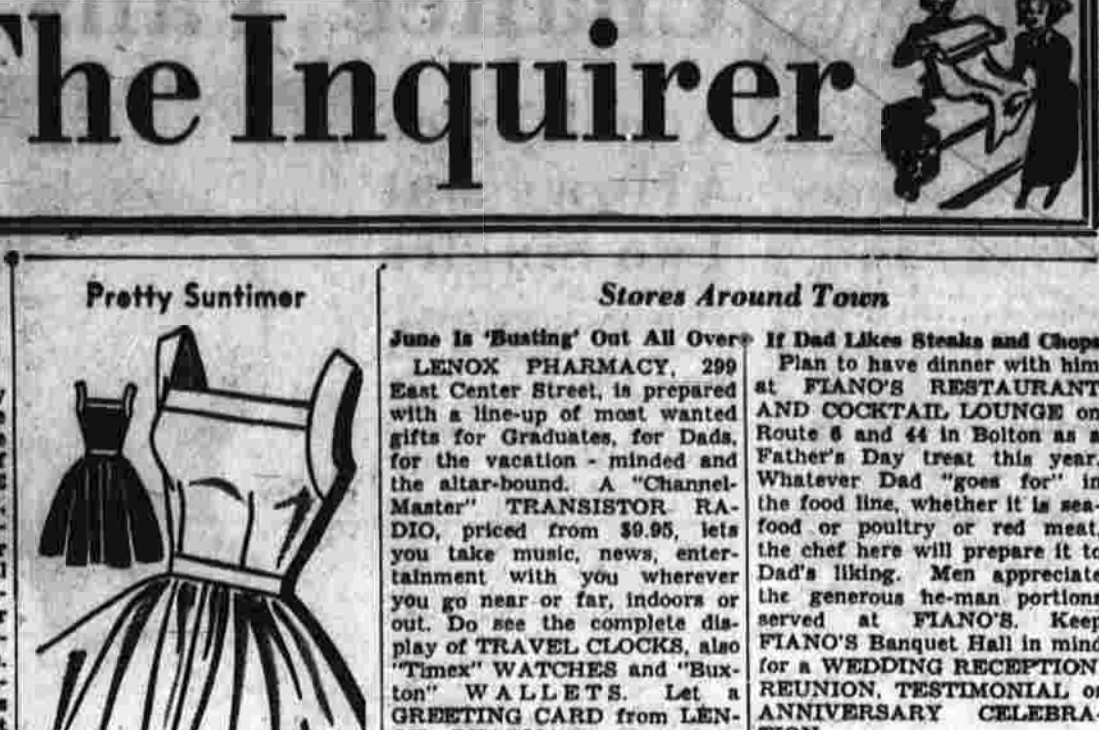 The Inquirer
Pretty Suntimer
Stores Around Town
June Is 'Busting' Out All Over
LENOX PHARMACY, 299
East Center Street, is prepared
with a line-up of most wanted
gifts for Graduates, for Dads,
for the vacation - minded and
the altar-bound. A "Channel-
Master" TRANSISTOR RA-
DIO, priced from $9.95, lets
you take music, news, enter-
tainment with you wherever
you go near or far, indoors or
out. Do see the complete dis-
play of TRAVEL CLOCKS, also
"Timex" WATCHES and "Bux-
ton" WALLETS. Let a
GREETING CARD from LEN-
If Dad Likes Steaks and Chops
Plan to have dinner with him
at FIANO'S RESTAURANT
AND COCKTAIL LOUNGE on
Route 6 and 44 in Bolton as a
Father's Day treat this year.
Whatever Dad "goes for" in
the food line, whether it is sea-
food or poultry or red meat,
the chef here will prepare it to
Dad's liking. Men appreciate
the generous he-man portions
served at FIANO'S. Keep
FIANO'S Banquet Hall in mind
for a WEDDING RECEPTION
REUNION, TESTIMONIAL or
ANNIVERSARY CELEBRA-
TION